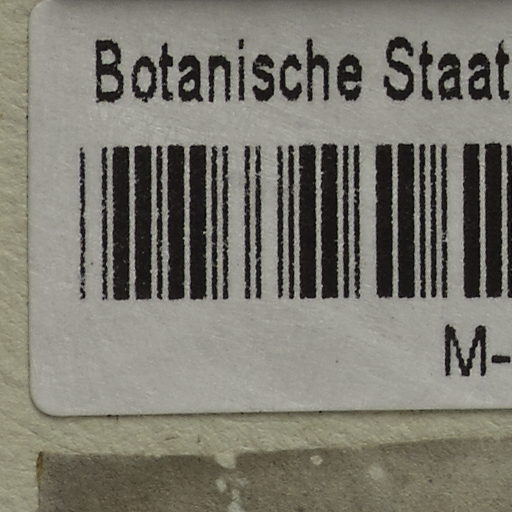 Botanische Staat
M-